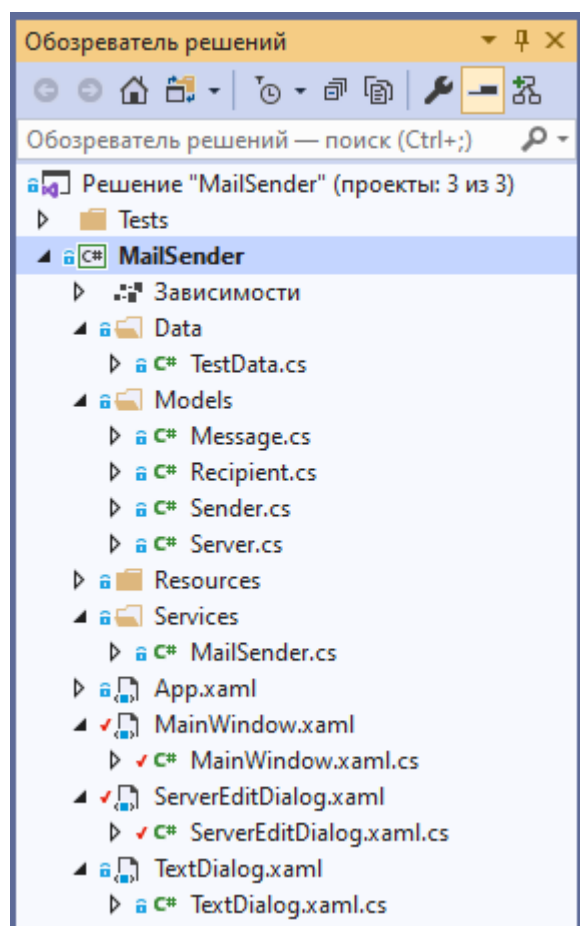 Обозреватель решений
Обозреватель решений — поиск (Ctrl+;)
Решение "MailSender" (проекты: 3 из 3)
Tests
C# MailSender
Зависимости
Data
C# TestData.cs
Models
C# Message.cs
C# Recipient.cs
C# Sender.cs
C# Server.cs
Resources
Services
C# MailSender.cs
App.xaml
MainWindow.xaml
C# MainWindow.xaml.cs
ServerEditDialog.xaml
C# ServerEditDialog.xaml.cs
TextDialog.xaml
C# TextDialog.xaml.cs